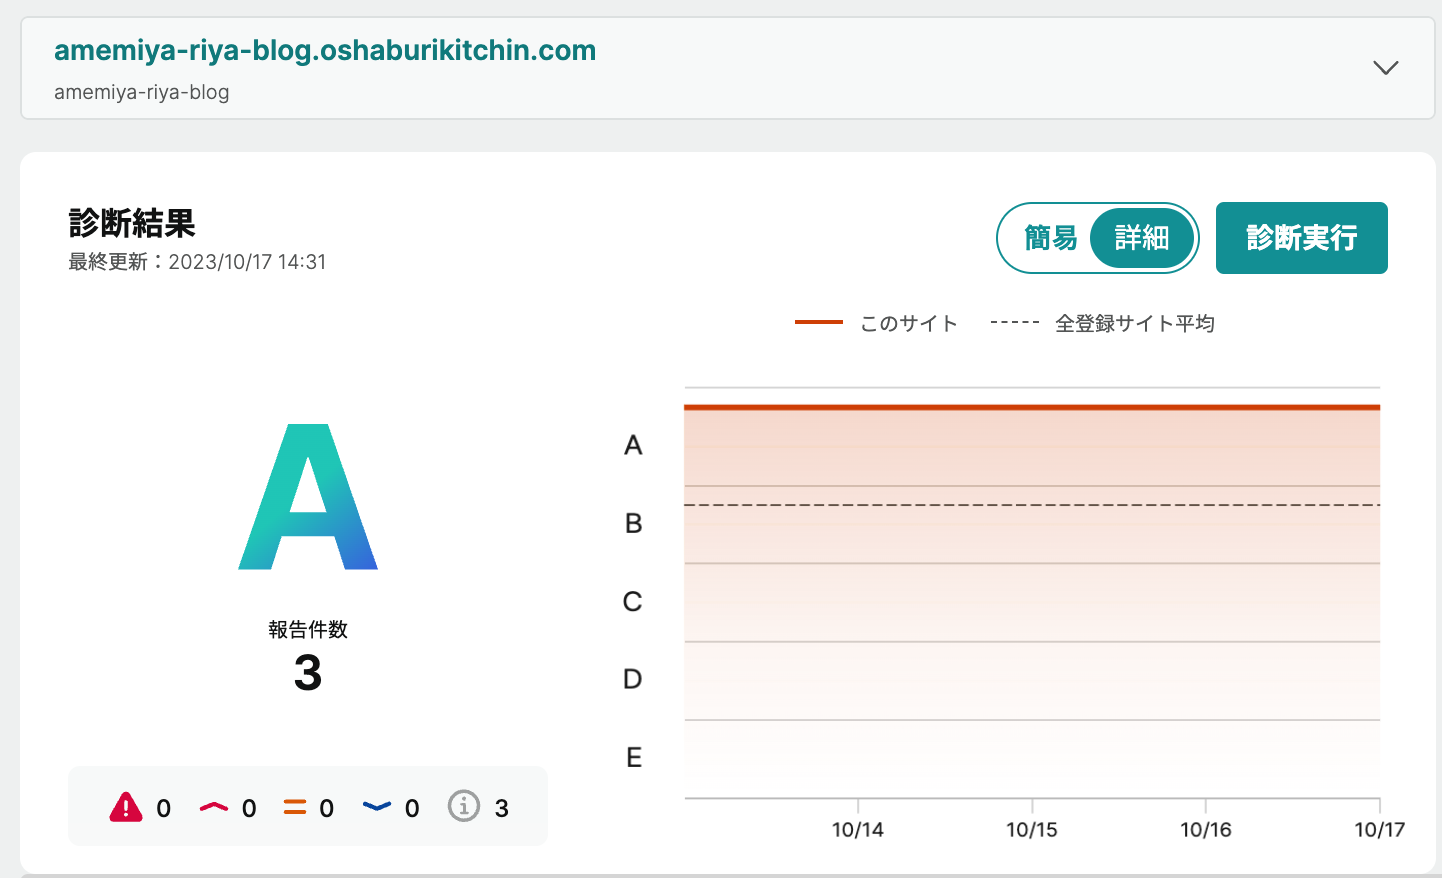 amemiya-riya-blog.oshaburikitchin.com
amemiya-riya-blog
診断結果
最終更新：2023/10/17 14:31
簡易 詳細 診断実行
このサイト 全登録サイト平均
A
報告件数
3
0 0 0 0 3
A
B
C
D
E
10/14 10/15 10/16 10/17